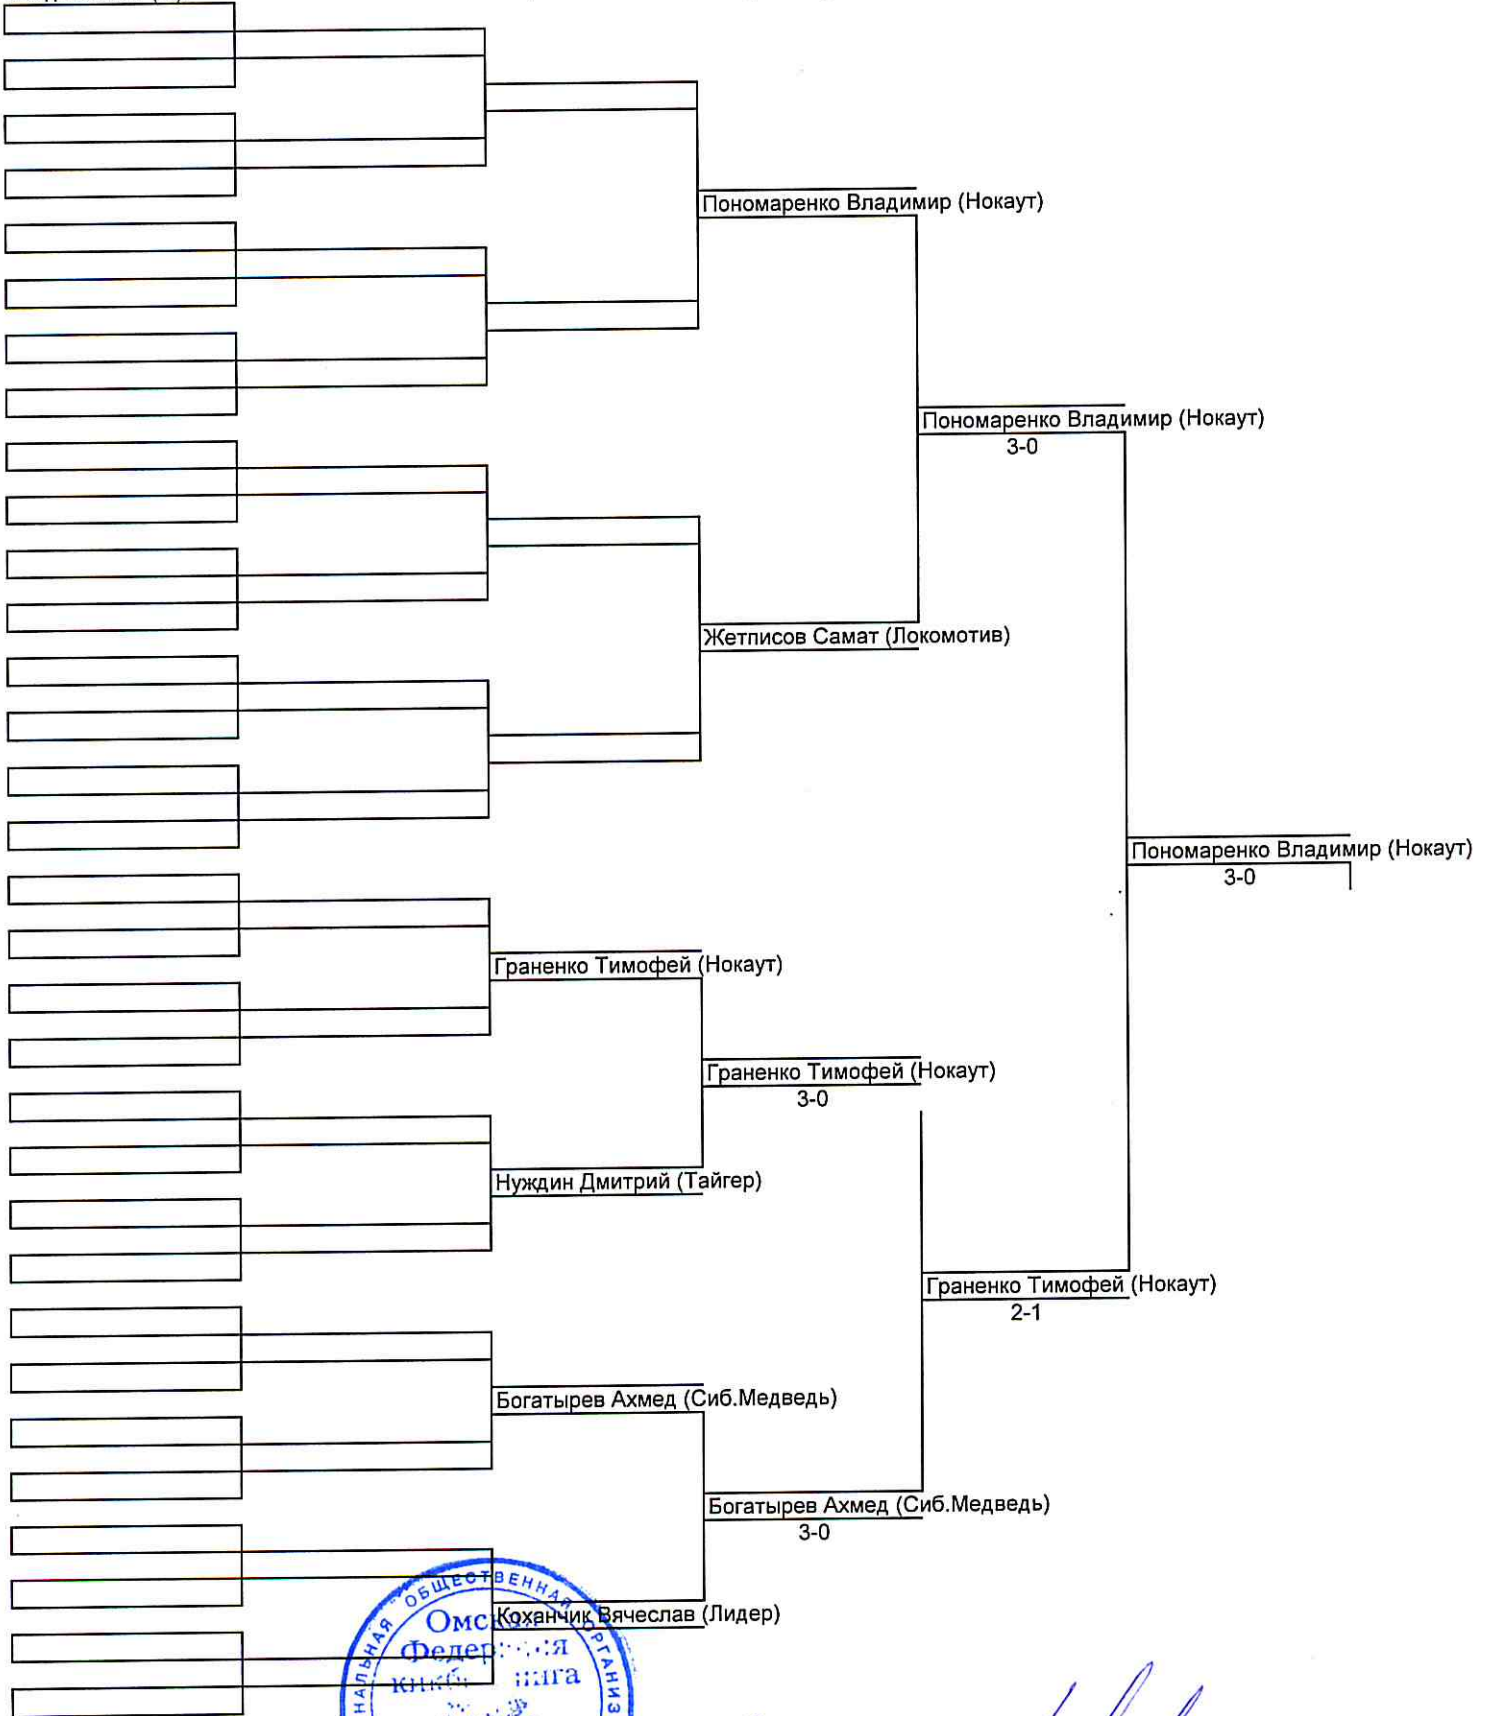 Пономаренко Владимир (Нокаут)
Пономаренко Владимир (Нокаут)
3-0
Жетписов Самат (Локомотив)
Пономаренко Владимир (Нокаут)
3-0
Граненко Тимофей (Нокаут)
Граненко Тимофей (Нокаут)
3-0
Нуждин Дмитрий (Тайгер)
Граненко Тимофей (Нокаут)
2-1
Богатырев Ахмед (Сиб.Медведь)
Богатырев Ахмед (Сиб.Медведь)
3-0
Коханчик Вячеслав (Лидер)
ОБЩЕСТВЕННАЯ